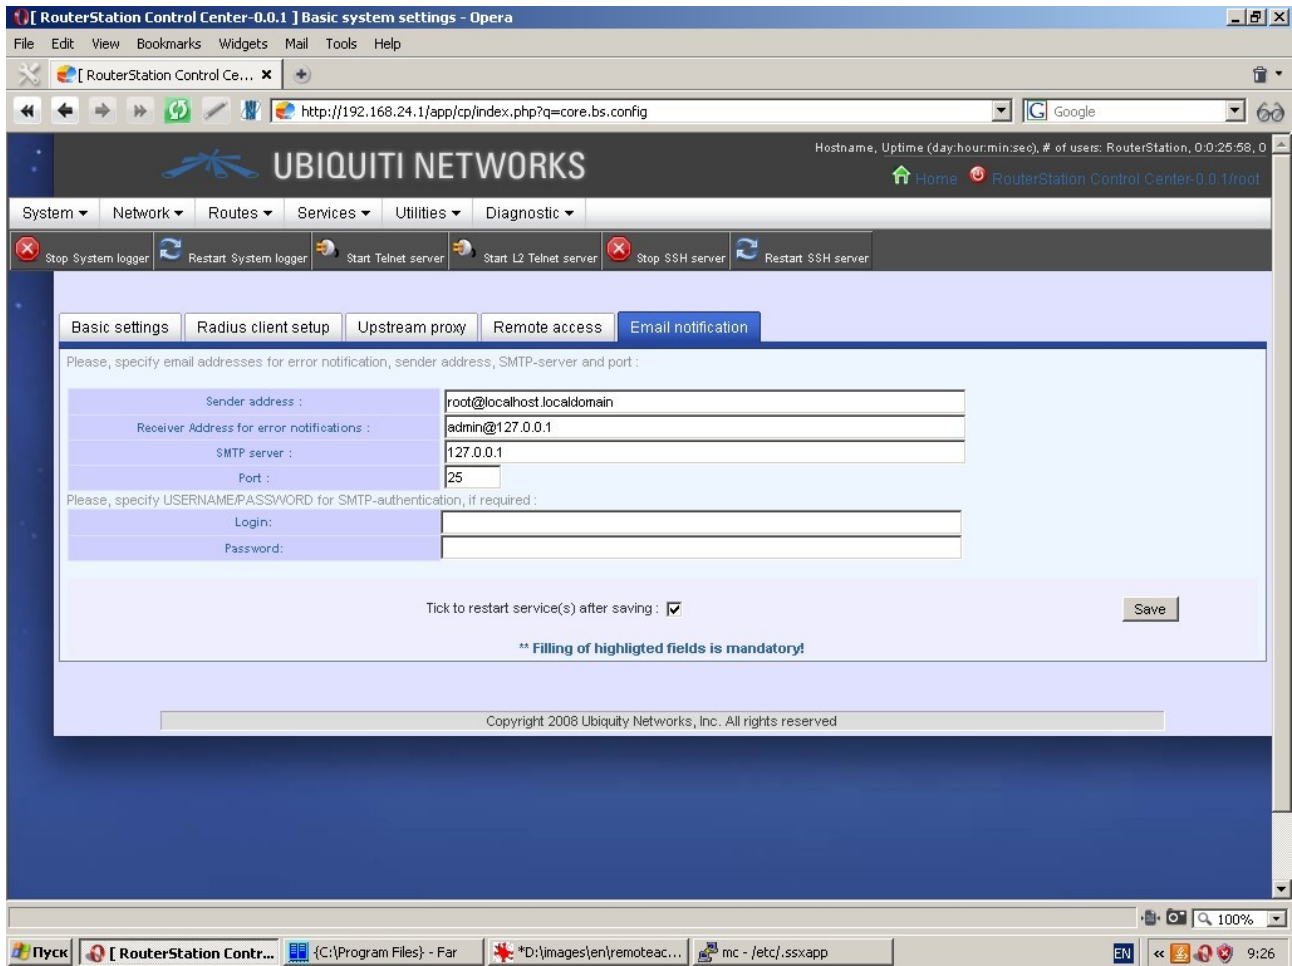 [ RouterStation Control Center-0.0.1 ] Basic system settings - Opera
File Edit View Bookmarks Widgets Mail Tools Help
[ RouterStation Control Ce...
http://192.168.24.1/app/cp/index.php?q=core.bs.config Google
Hostname, Uptime (day:hour:min:sec), # of users: RouterStation, 0:0:25:58, 0
UBIQUITI NETWORKS
Home RouterStation Control Center-0.0.1/root
System Network Routes Services Utilities Diagnostic
Stop System logger Restart System logger Start Telnet server Start L2 Telnet server Stop SSH server Restart SSH server
Basic settings Radius client setup Upstream proxy Remote access Email notification
Please, specify email addresses for error notification, sender address, SMTP-server and port :
Sender address : root@localhost.localdomain
Receiver Address for error notifications : admin@127.0.0.1
SMTP server : 127.0.0.1
Port : 25
Please, specify USERNAME/PASSWORD for SMTP-authentication, if required :
Login:
Password:
Tick to restart service(s) after saving : Save
** Filling of highligted fields is mandatory!
Copyright 2008 Ubiquity Networks, Inc. All rights reserved
100%
Пуск [ RouterStation Contr... {C:\Program Files} - Far *D:\images\en\remoteac... mc - /etc/.ssxapp EN « 9:26